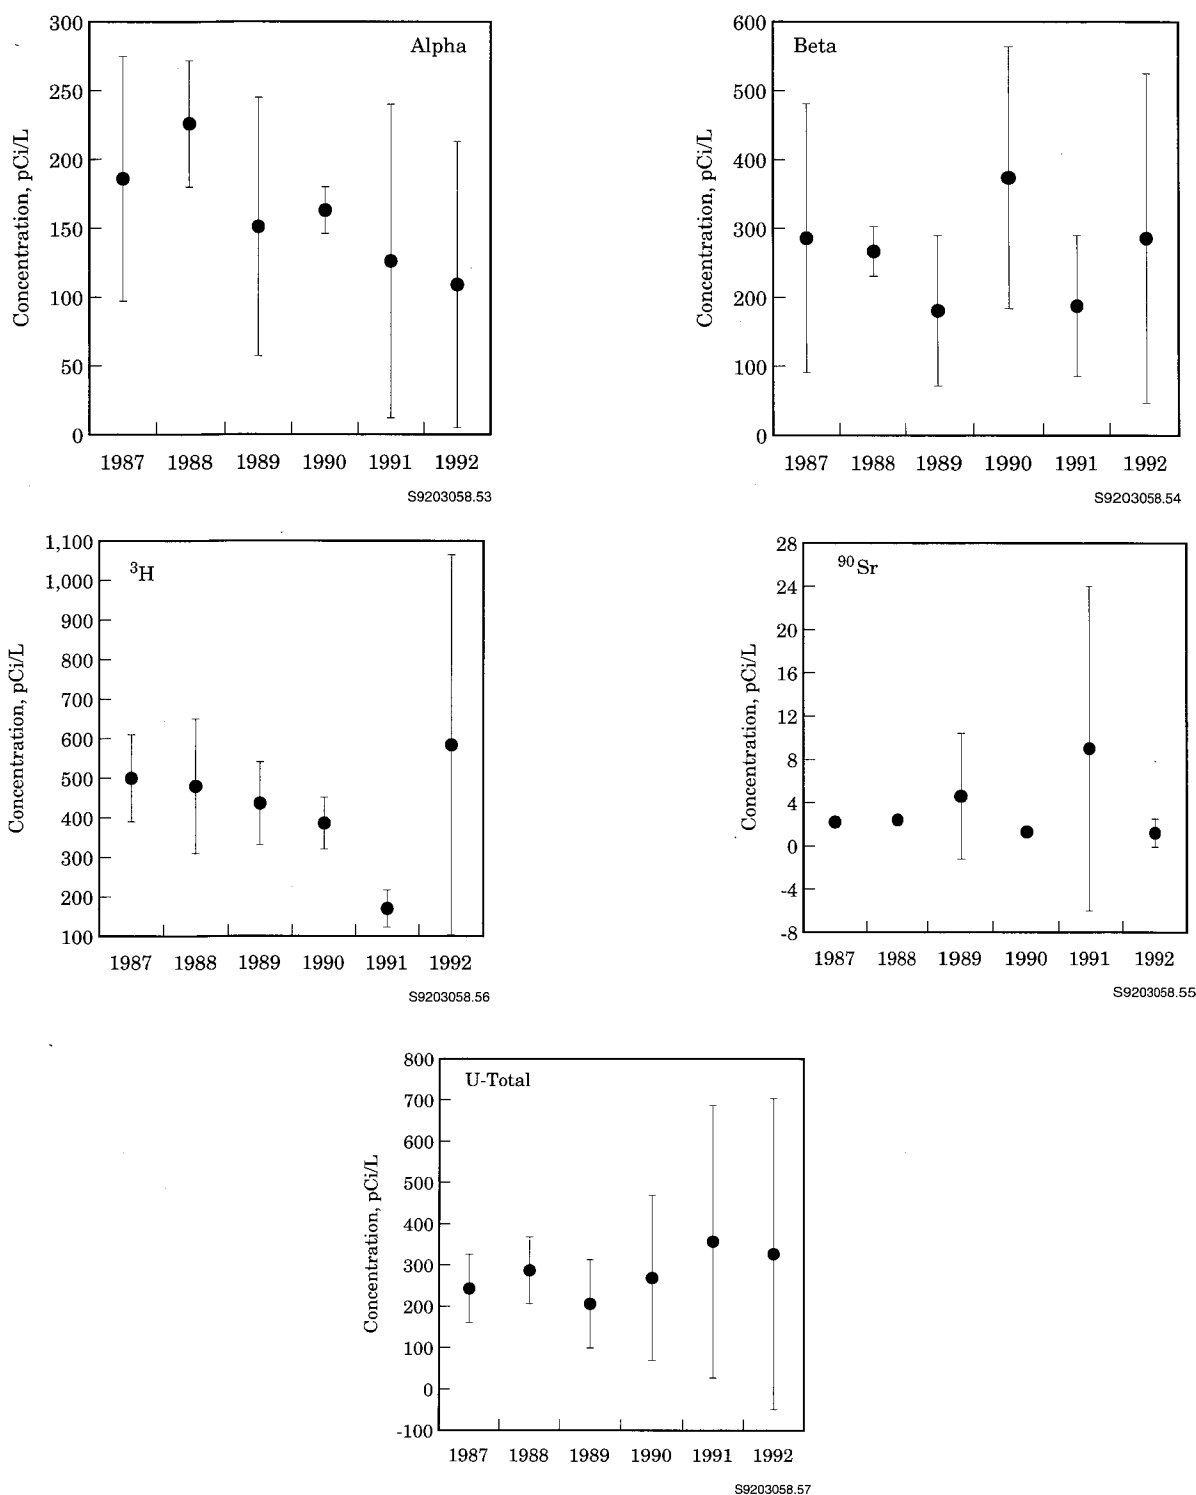 Alpha
Concentration, pCi/L
300
250
200
150
100
50
0
1987 1988 1989 1990 1991 1992
S9203058.53
Beta
Concentration, pCi/L
600
500
400
300
200
100
0
1987 1988 1989 1990 1991 1992
S9203058.54
³H
Concentration, pCi/L
1,100
1,000
900
800
700
600
500
400
300
200
100
1987 1988 1989 1990 1991 1992
S9203058.56
⁹⁰Sr
Concentration, pCi/L
28
24
20
16
12
8
4
0
-4
-8
1987 1988 1989 1990 1991 1992
S9203058.55
U-Total
Concentration, pCi/L
800
700
600
500
400
300
200
100
0
-100
1987 1988 1989 1990 1991 1992
S9203058.57